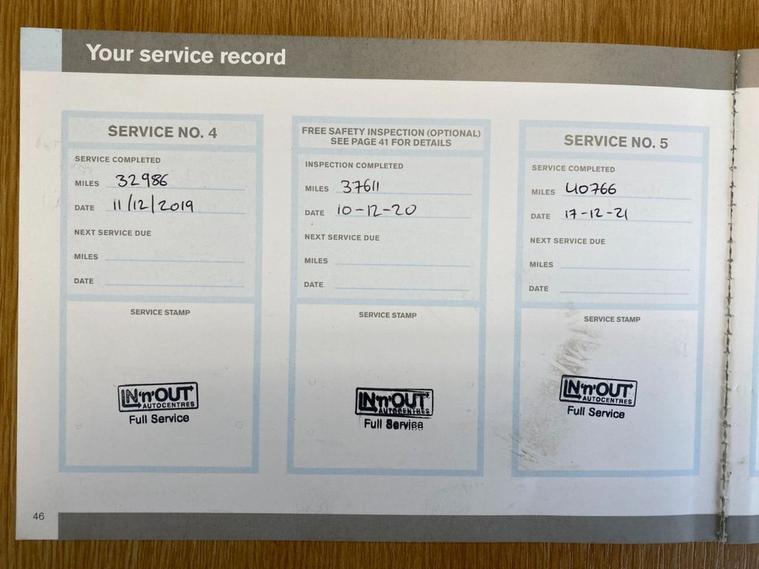 Your service record
SERVICE NO. 4
SERVICE COMPLETED
MILES 32986
DATE 11/12/2019
NEXT SERVICE DUE
MILES
DATE
SERVICE STAMP
IN'n'OUT
AUTOCENTRES
Full Service
FREE SAFETY INSPECTION (OPTIONAL)
SEE PAGE 41 FOR DETAILS
INSPECTION COMPLETED
MILES 37611
DATE 10-12-20
NEXT SERVICE DUE
MILES
DATE
SERVICE STAMP
IN'n'OUT
AUTOCENTRES
Full Service
SERVICE NO. 5
SERVICE COMPLETED
MILES 40766
DATE 17-12-21
NEXT SERVICE DUE
MILES
DATE
SERVICE STAMP
IN'n'OUT
AUTOCENTRES
Full Service
46